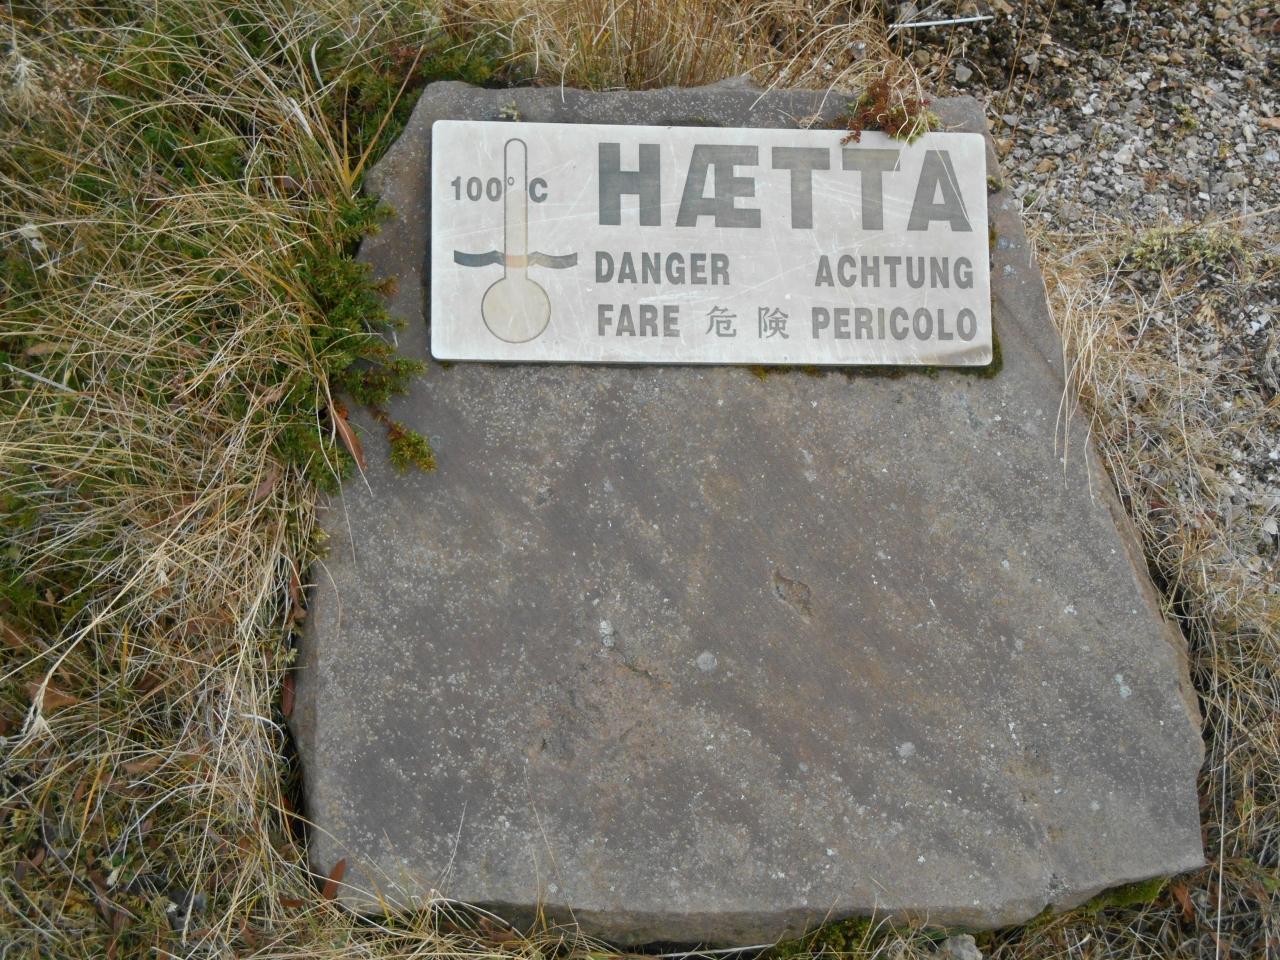 100° C
HÆTTA
DANGER ACHTUNG
FARE 危険 PERICOLO